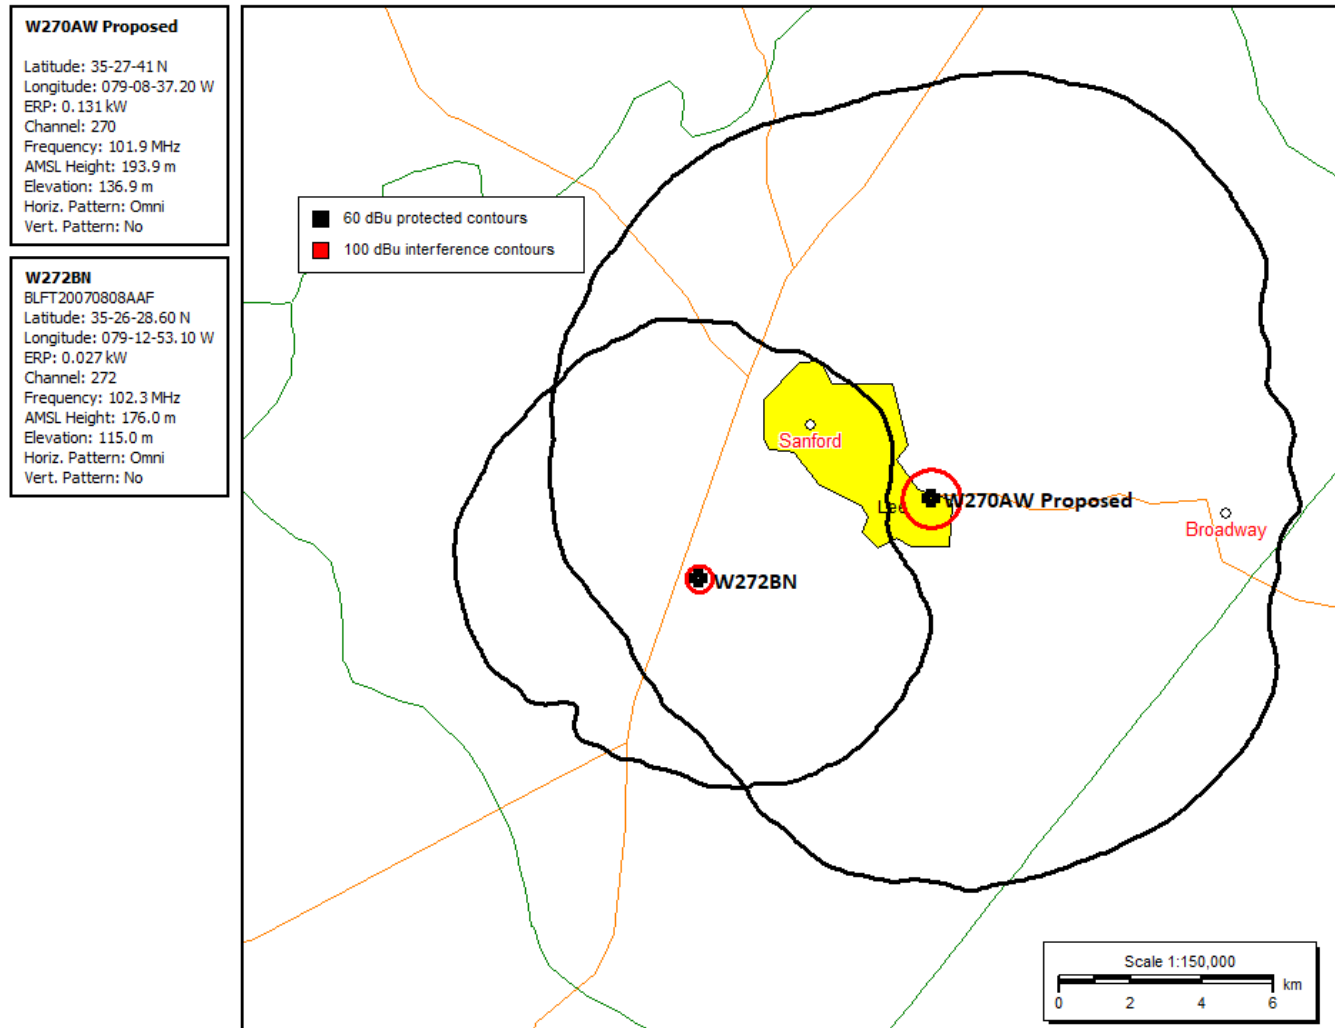 W270AW Proposed
Latitude: 35-27-41 N
Longitude: 079-08-37.20 W
ERP: 0.131 kW
Channel: 270
Frequency: 101.9 MHz
AMSL Height: 193.9 m
Elevation: 136.9 m
Horiz. Pattern: Omni
Vert. Pattern: No
W272BN
BLFT20070808AAF
Latitude: 35-26-28.60 N
Longitude: 079-12-53.10 W
ERP: 0.027 kW
Channel: 272
Frequency: 102.3 MHz
AMSL Height: 176.0 m
Elevation: 115.0 m
Horiz. Pattern: Omni
Vert. Pattern: No
60 dBu protected contours
100 dBu interference contours
Sanford
W270AW Proposed
Broadway
W272BN
Scale 1:150,000
km
0 2 4 6